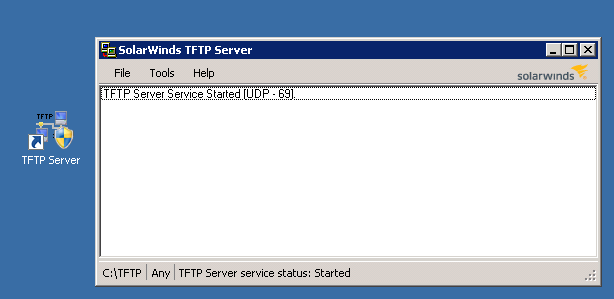 SolarWinds TFTP Server
File Tools Help
solarwinds
TFTP Server Service Started (UDP - 69).
TFTP
TFTP Server
C:\TFTP Any TFTP Server service status: Started